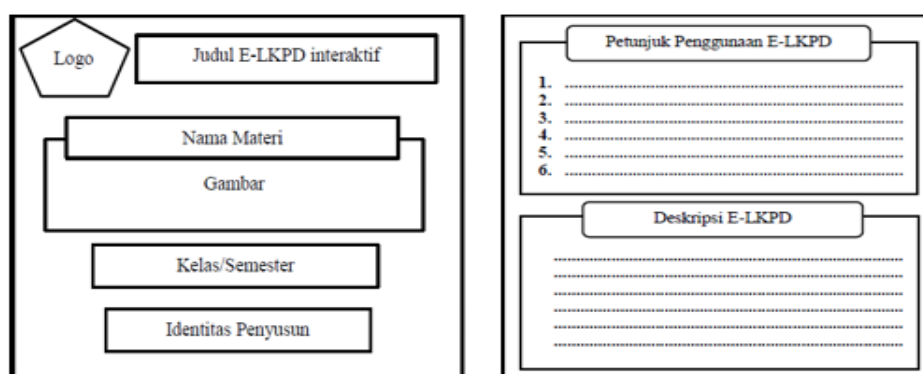 Logo
Judul E-LKPD interaktif
Nama Materi
Gambar
Kelas/Semester
Identitas Penyusun
Petunjuk Penggunaan E-LKPD
1. ................................................................
2. ................................................................
3. ................................................................
4. ................................................................
5. ................................................................
6. ................................................................
Deskripsi E-LKPD
................................................................
................................................................
................................................................
................................................................
................................................................
................................................................